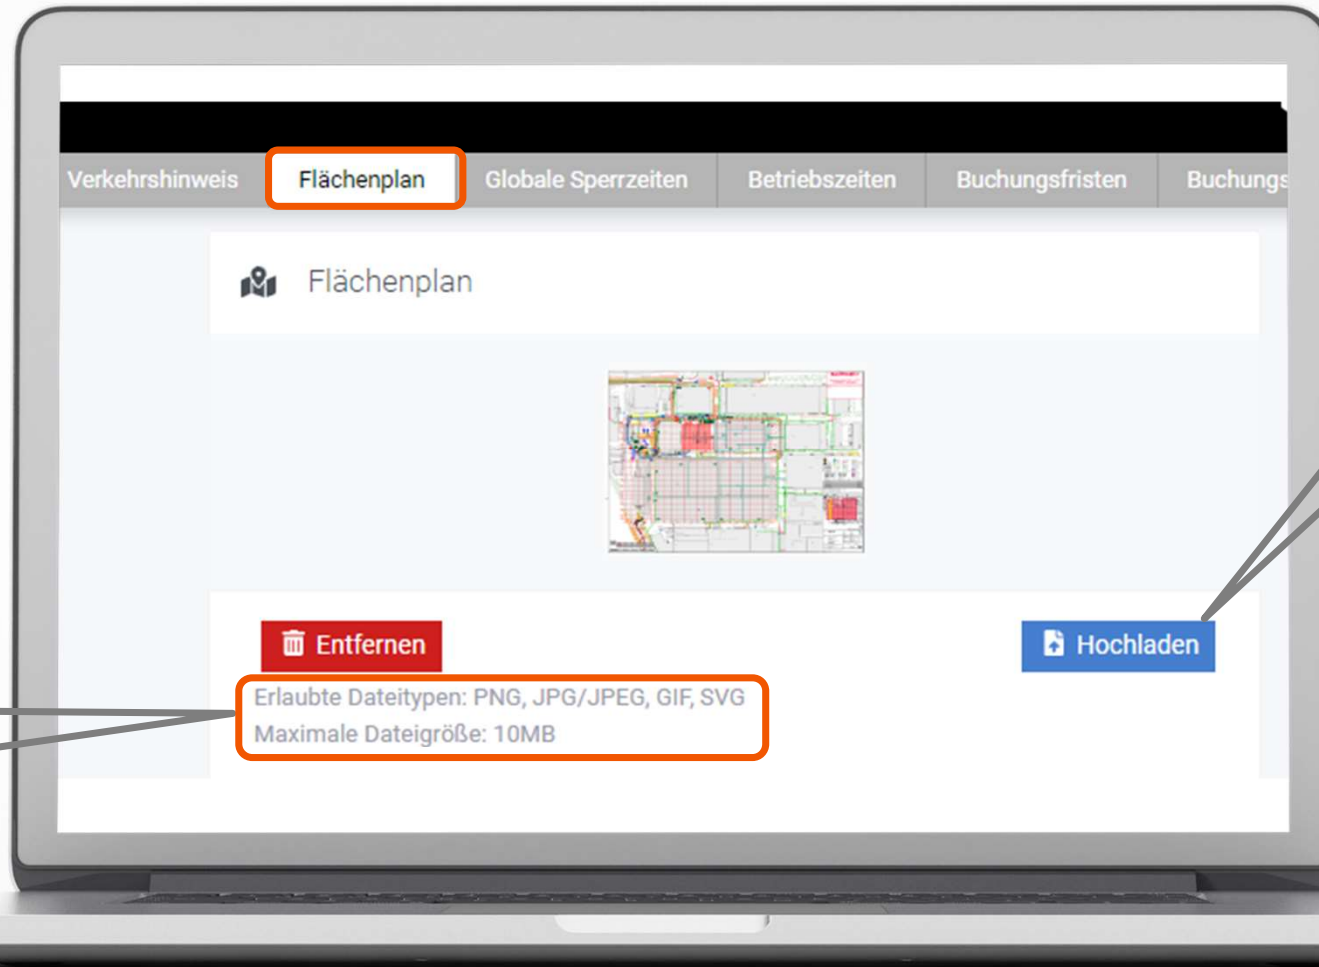 Verkehrshinweis Flächenplan Globale Sperrzeiten Betriebszeiten Buchungsfristen Buchungs
Flächenplan
Entfernen Hochladen
Erlaubte Dateitypen: PNG, JPG/JPEG, GIF, SVG
Maximale Dateigröße: 10MB